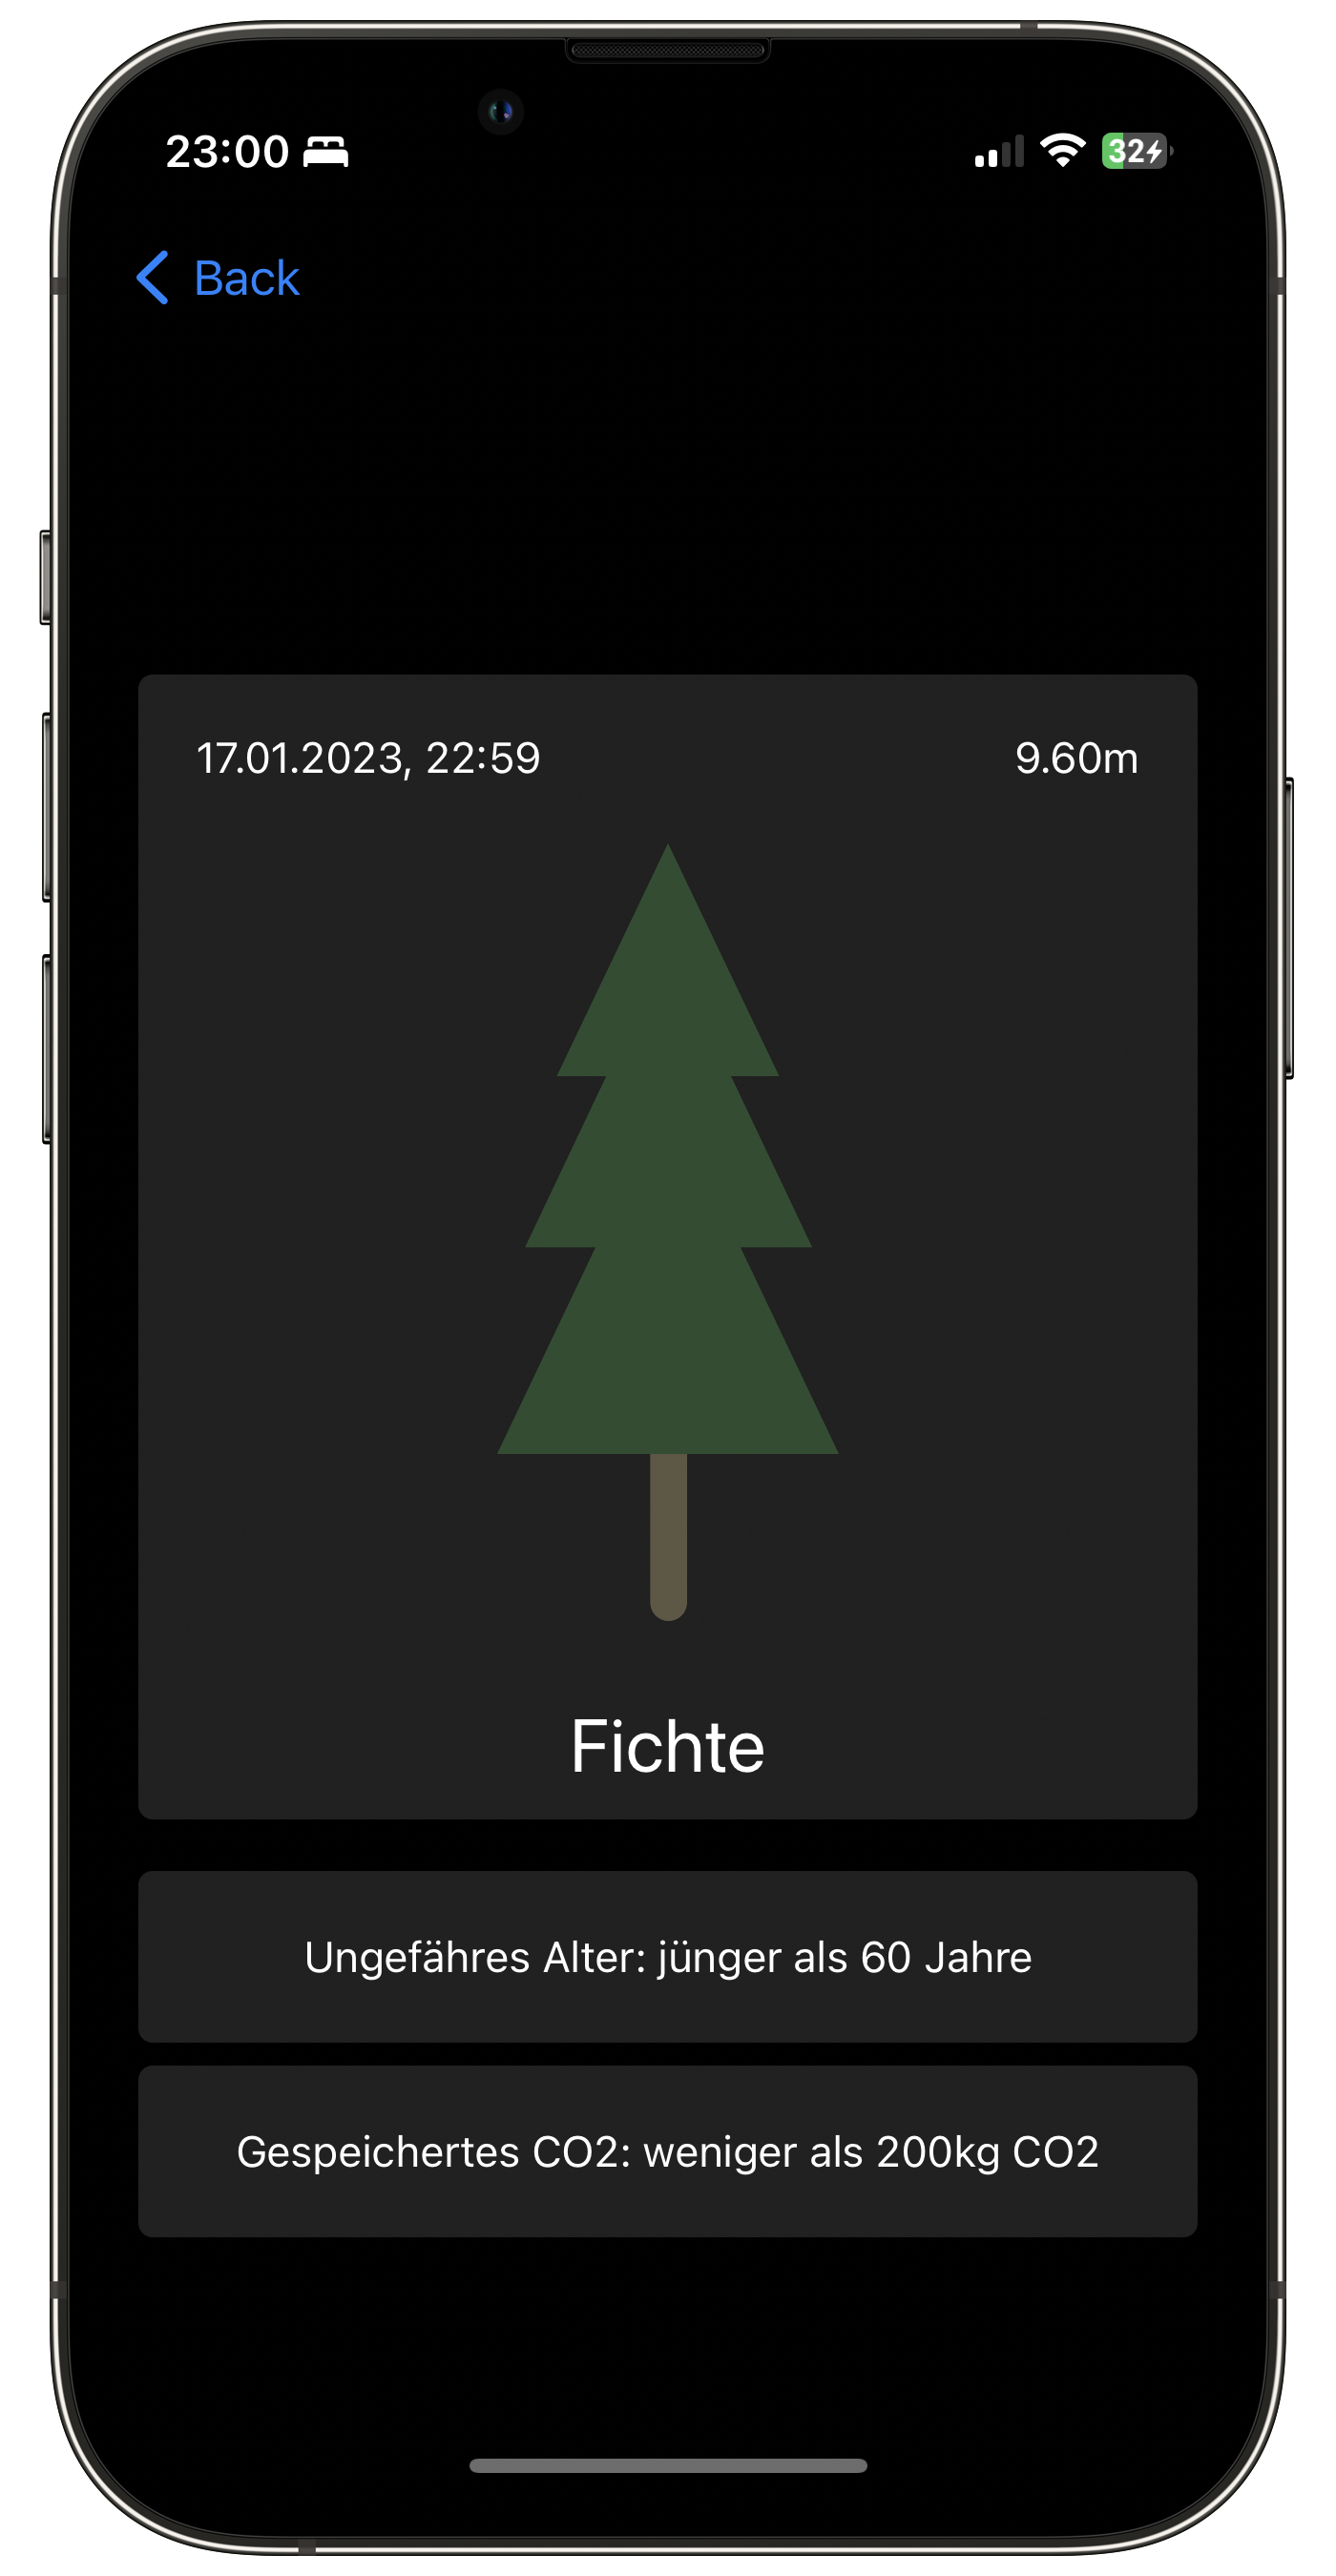 23:00
32
Back
17.01.2023, 22:59
9.60m
Fichte
Ungefähres Alter: jünger als 60 Jahre
Gespeichertes CO2: weniger als 200kg CO2